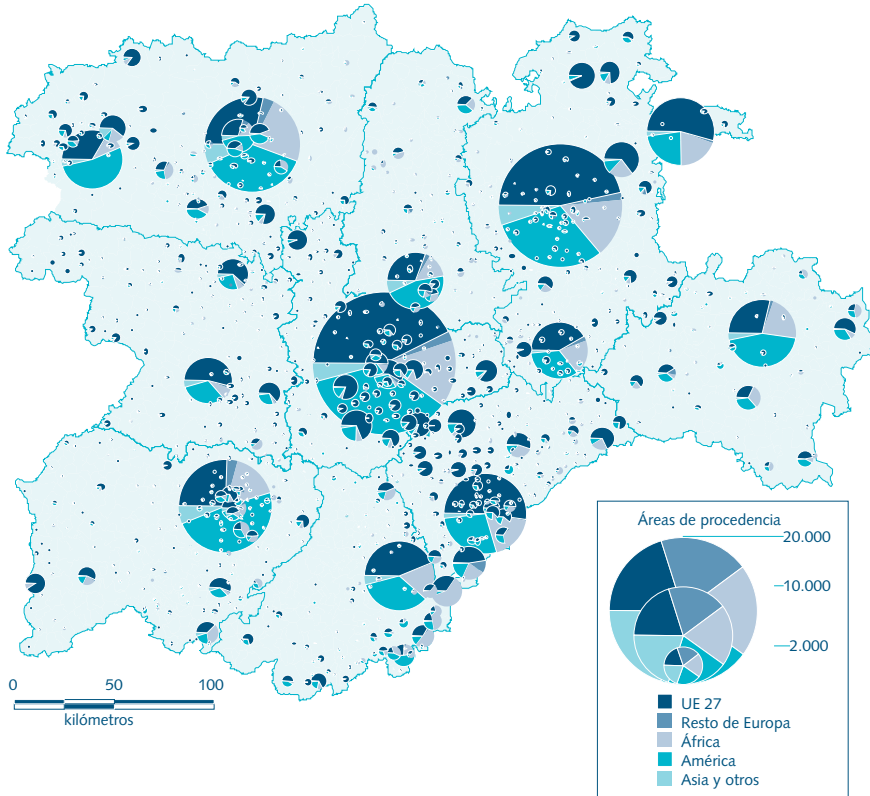 Áreas de procedencia
20.000
10.000
2.000
UE 27
Resto de Europa
África
América
Asia y otros
0 50 100
kilómetros